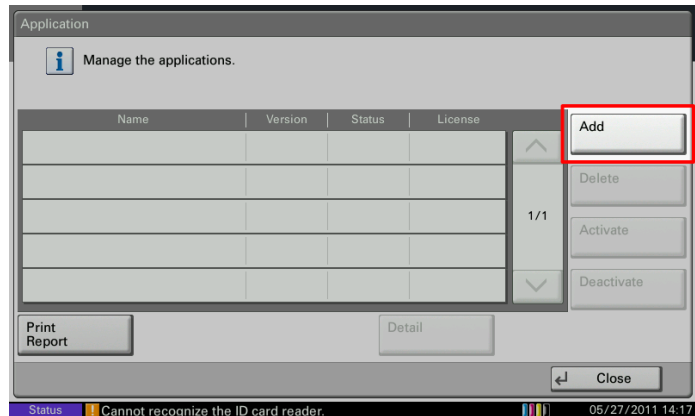 Application
Manage the applications.
Name Version Status License
Add
Delete
1/1
Activate
Deactivate
Print
Report
Detail
Close
Status Cannot recognize the ID card reader. 05/27/2011 14:17